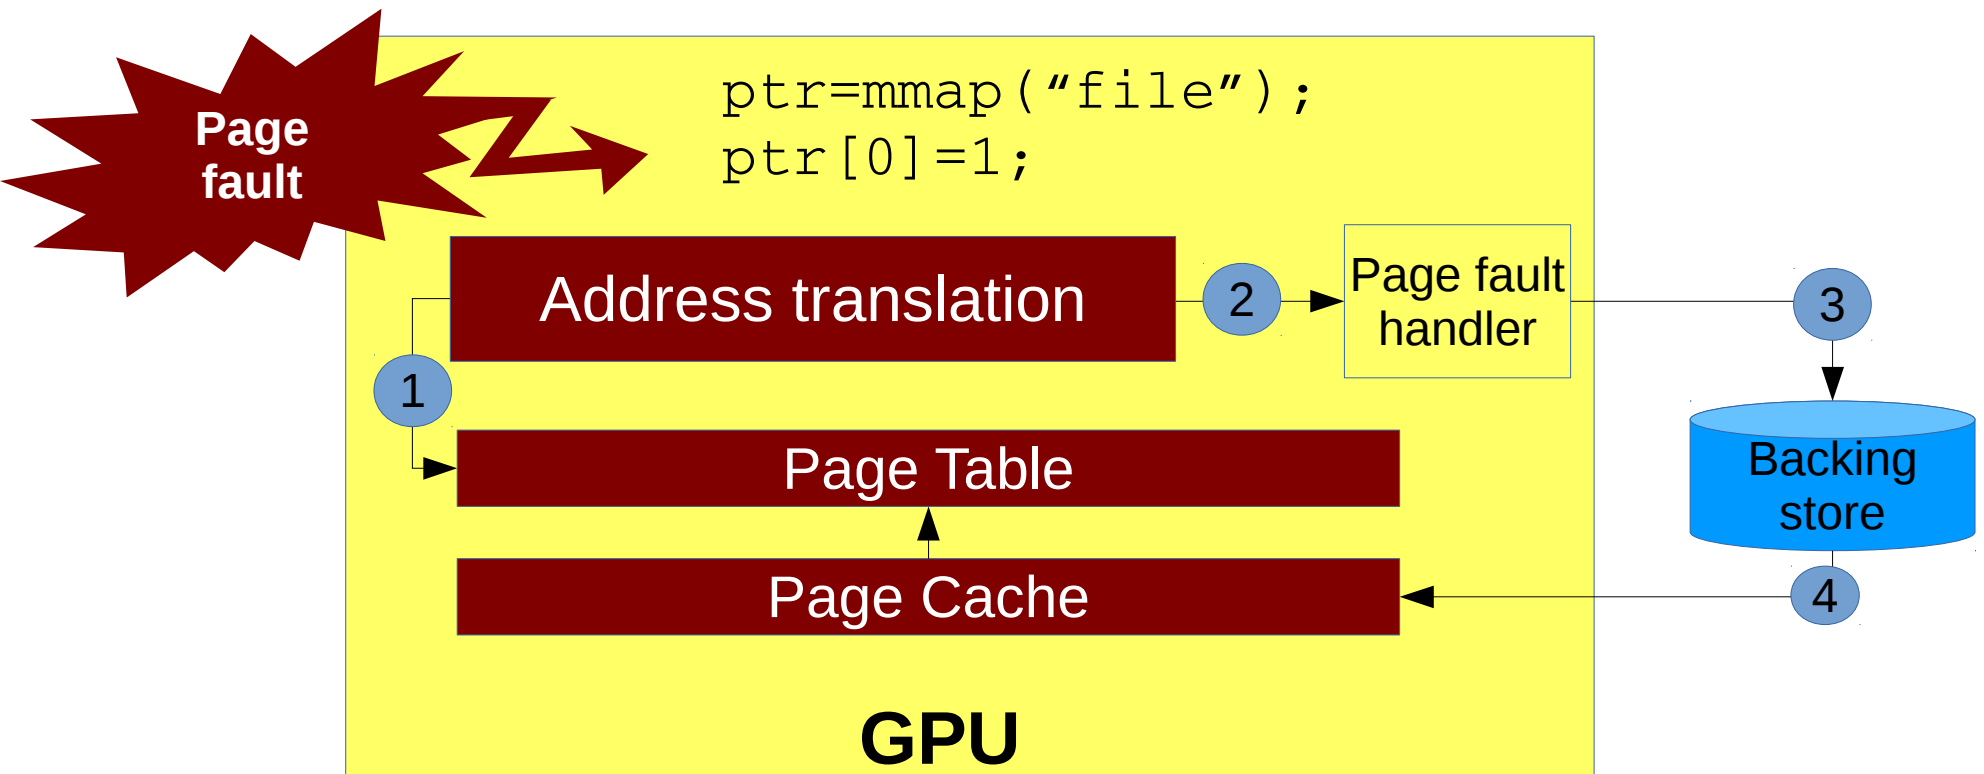 Page
fault
ptr=mmap(“file”);
ptr[0]=1;
Address translation
2
Page fault
handler
3
1
Page Table
Backing
store
Page Cache
4
GPU